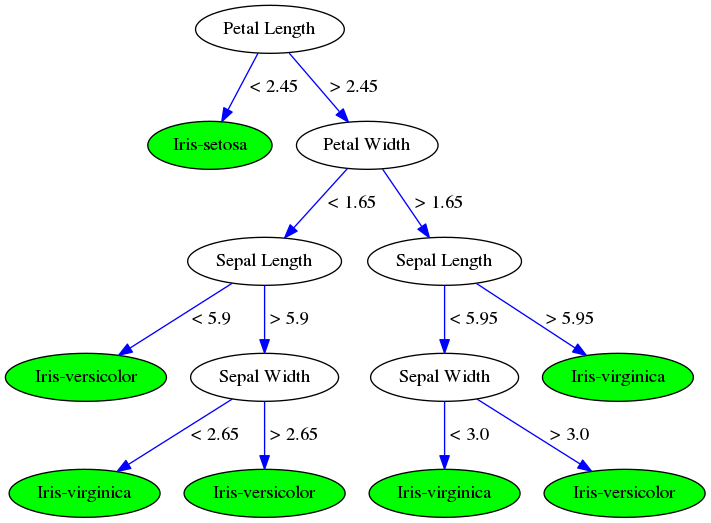 Petal Length
< 2.45
> 2.45
Iris-setosa
Petal Width
< 1.65
> 1.65
Sepal Length
Sepal Length
< 5.9
> 5.9
< 5.95
> 5.95
Iris-versicolor
Sepal Width
Sepal Width
Iris-virginica
< 2.65
> 2.65
< 3.0
> 3.0
Iris-virginica
Iris-versicolor
Iris-virginica
Iris-versicolor